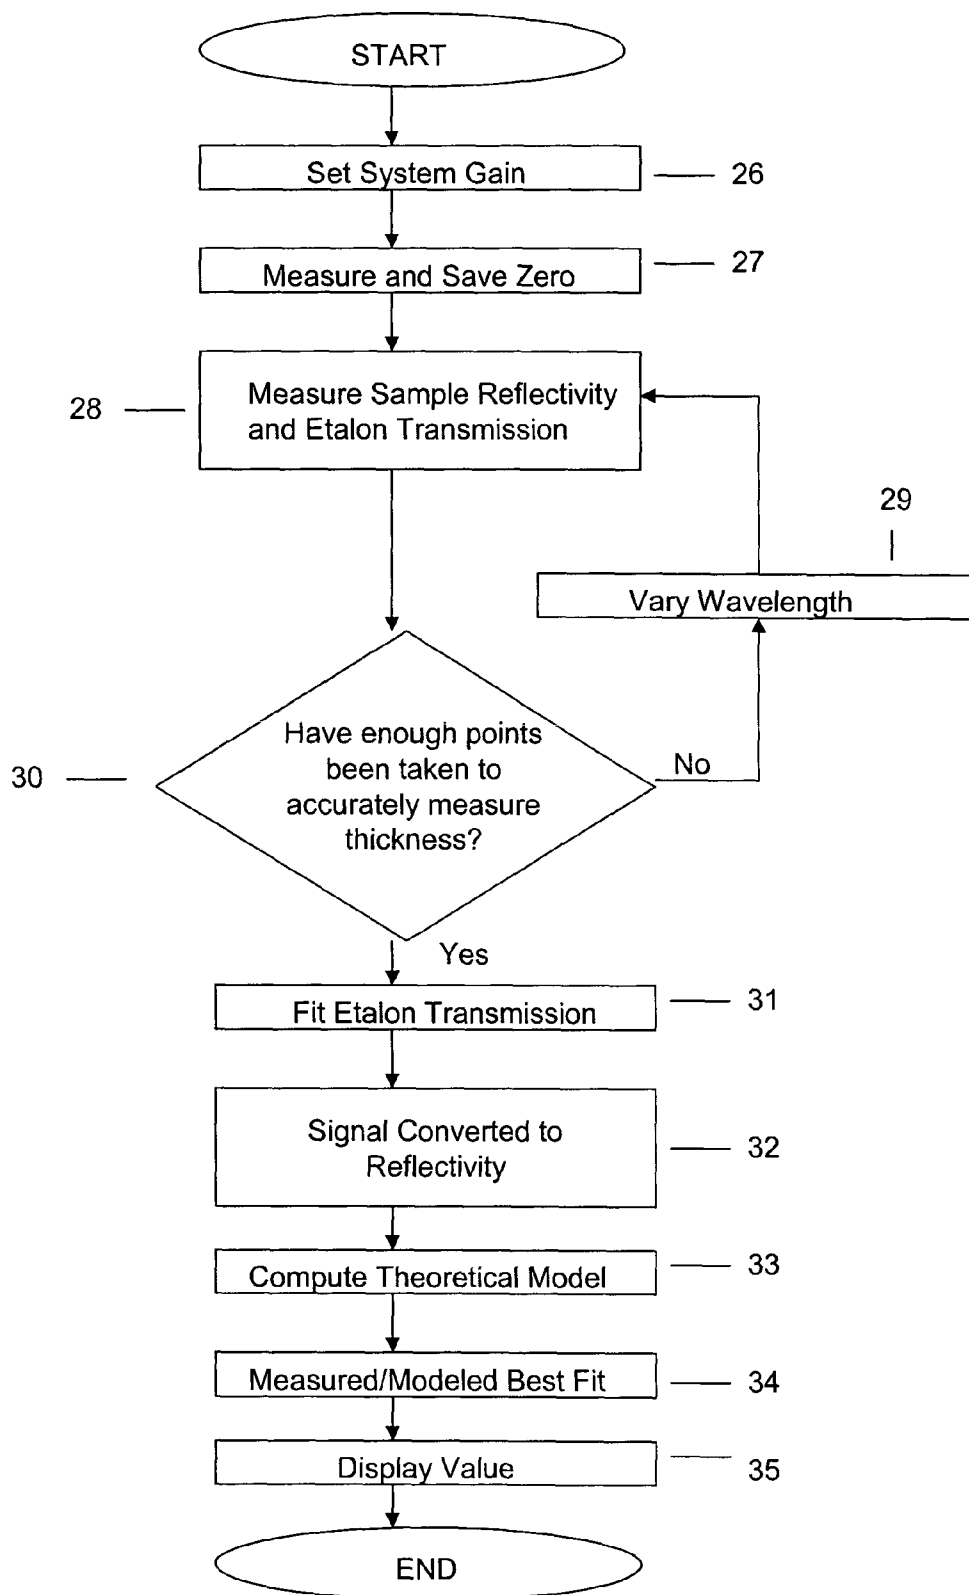 START
Set System Gain
26
Measure and Save Zero
27
28
Measure Sample Reflectivity
and Etalon Transmission
29
Vary Wavelength
30
Have enough points
been taken to
accurately measure
thickness?
No
Yes
Fit Etalon Transmission
31
Signal Converted to
Reflectivity
32
Compute Theoretical Model
33
Measured/Modeled Best Fit
34
Display Value
35
END